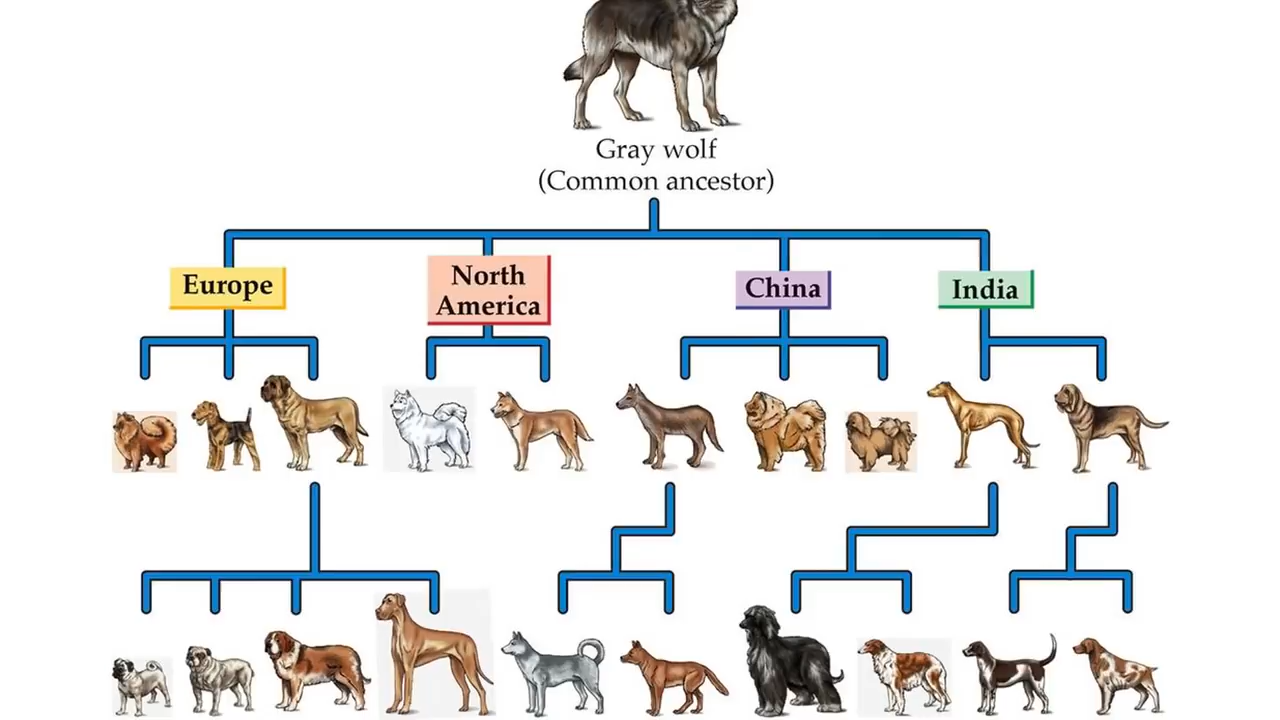 Gray wolf
(Common ancestor)
Europe
North
America
China
India